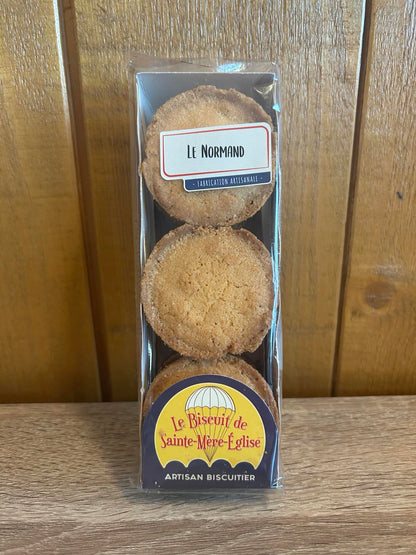 LE NORMAND
- FABRICATION ARTISANALE -
Le Biscuit de
Sainte-Mère-Église
ARTISAN BISCUITIER